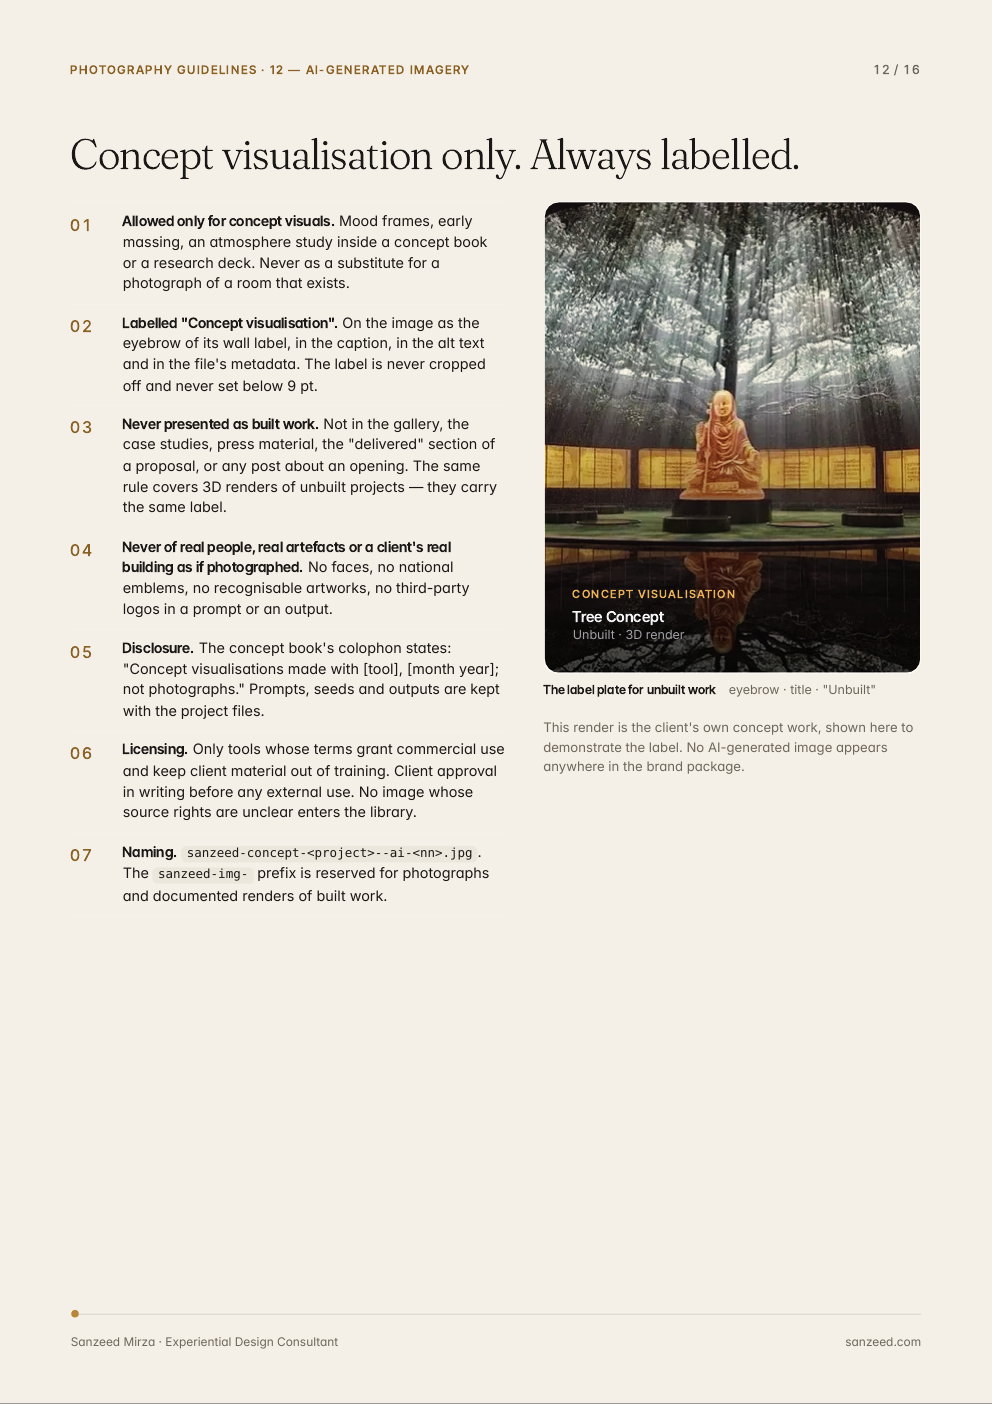 PHOTOGRAPHY GUIDELINES · 12 — AI-GENERATED IMAGERY
12 / 16
Concept visualisation only. Always labelled.
01
Allowed only for concept visuals. Mood frames, early
massing, an atmosphere study inside a concept book
or a research deck. Never as a substitute for a
photograph of a room that exists.
02
Labelled "Concept visualisation". On the image as the
eyebrow of its wall label, in the caption, in the alt text
and in the file's metadata. The label is never cropped
off and never set below 9 pt.
03
Never presented as built work. Not in the gallery, the
case studies, press material, the "delivered" section of
a proposal, or any post about an opening. The same
rule covers 3D renders of unbuilt projects — they carry
the same label.
04
Never of real people, real artefacts or a client's real
building as if photographed. No faces, no national
emblems, no recognisable artworks, no third-party
logos in a prompt or an output.
05
Disclosure. The concept book's colophon states:
"Concept visualisations made with [tool], [month year];
not photographs." Prompts, seeds and outputs are kept
with the project files.
06
Licensing. Only tools whose terms grant commercial use
and keep client material out of training. Client approval
in writing before any external use. No image whose
source rights are unclear enters the library.
07
Naming. sanzeed-concept-<project>--ai-<nn>.jpg .
The sanzeed-img- prefix is reserved for photographs
and documented renders of built work.
CONCEPT VISUALISATION
Tree Concept
Unbuilt · 3D render
The label plate for unbuilt work eyebrow · title · "Unbuilt"
This render is the client's own concept work, shown here to
demonstrate the label. No AI-generated image appears
anywhere in the brand package.
Sanzeed Mirza · Experiential Design Consultant
sanzeed.com